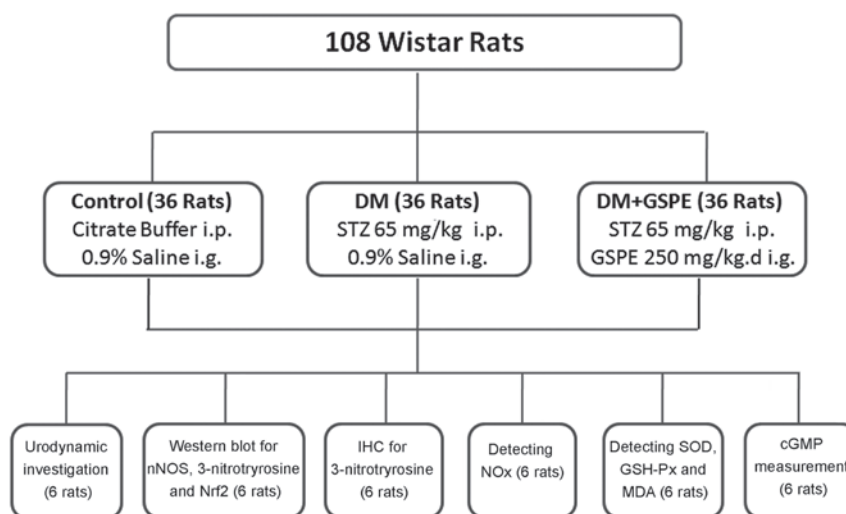 108 Wistar Rats
Control (36 Rats)
Citrate Buffer i.p.
0.9% Saline i.g.
DM (36 Rats)
STZ 65 mg/kg i.p.
0.9% Saline i.g.
DM+GSPE (36 Rats)
STZ 65 mg/kg i.p.
GSPE 250 mg/kg.d i.g.
Urodynamic
investigation
(6 rats)
Western blot for
nNOS, 3-nitrotryrosine
and Nrf2 (6 rats)
IHC for
3-nitrotryrosine
(6 rats)
Detecting
NOx (6 rats)
Detecting SOD,
GSH-Px and
MDA (6 rats)
cGMP
measurement
(6 rats)